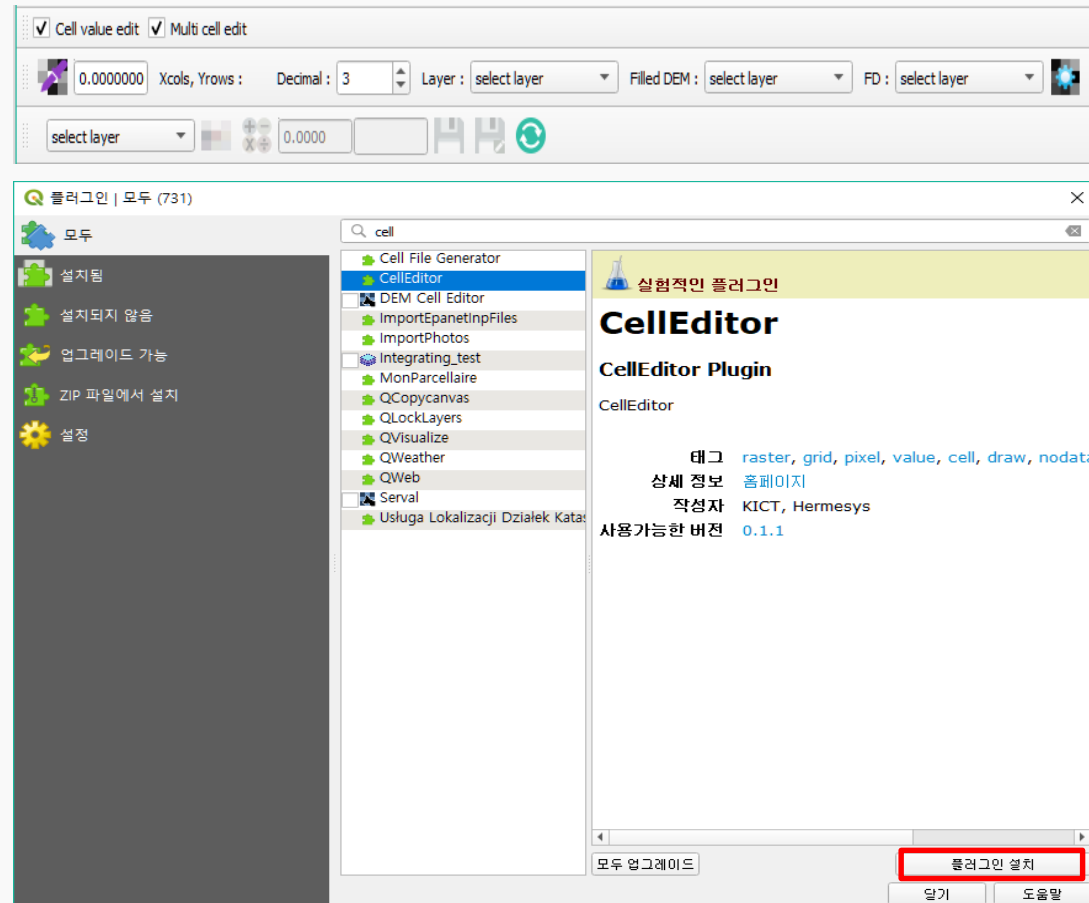 Cell value edit Multi cell edit
0.0000000 Xcols, Yrows : Decimal : 3 Layer : select layer Filled DEM : select layer FD : select layer
select layer 0.0000
플러그인 | 모두 (731)
모두
설치됨
설치되지 않음
업그레이드 가능
ZIP 파일에서 설치
설정
cell
Cell File Generator
CellEditor
DEM Cell Editor
ImportEpanetInpFiles
ImportPhotos
Integrating_test
MonParcellaire
QCopycanvas
QLockLayers
QVisualize
QWeather
QWeb
Serval
Usługa Lokalizacji Działek Katas
실험적인 플러그인
CellEditor
CellEditor Plugin
CellEditor
태그 raster, grid, pixel, value, cell, draw, nodata
상세 정보 홈페이지
작성자 KICT, Hermesys
사용가능한 버전 0.1.1
모두 업그레이드 플러그인 설치
닫기 도움말